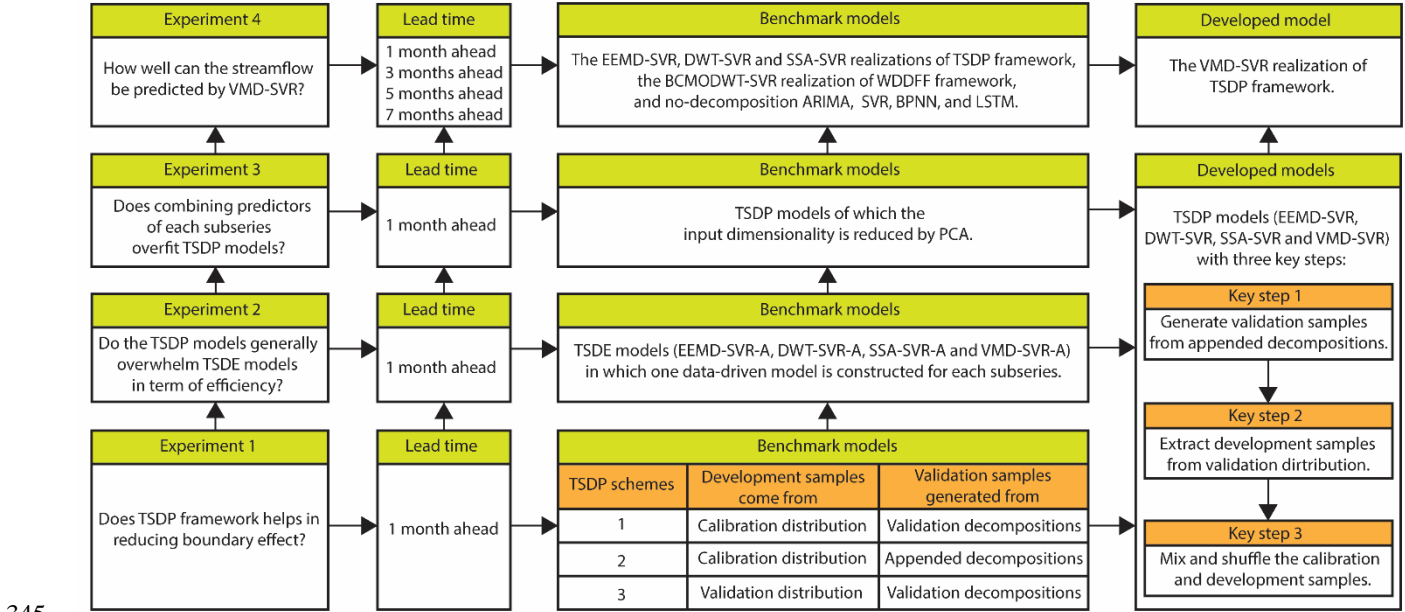 Experiment 4
How well can the streamflow
be predicted by VMD-SVR?
Lead time
1 month ahead
3 months ahead
5 months ahead
7 months ahead
Benchmark models
The EEMD-SVR, DWT-SVR and SSA-SVR realizations of TSDP framework,
the BCMODWT-SVR realization of WDDFF framework,
and no-decomposition ARIMA, SVR, BPNN, and LSTM.
Developed model
The VMD-SVR realization of
TSDP framework.
Experiment 3
Does combining predictors
of each subseries
overfit TSDP models?
Lead time
1 month ahead
Benchmark models
TSDP models of which the
input dimensionality is reduced by PCA.
Developed models
TSDP models (EEMD-SVR,
DWT-SVR, SSA-SVR and VMD-SVR)
with three key steps:
Key step 1
Generate validation samples
from appended decompositions.
Key step 2
Extract development samples
from validation dirtribution.
Key step 3
Mix and shuffle the calibration
and development samples.
Experiment 2
Do the TSDP models generally
overwhelm TSDE models
in term of efficiency?
Lead time
1 month ahead
Benchmark models
TSDE models (EEMD-SVR-A, DWT-SVR-A, SSA-SVR-A and VMD-SVR-A)
in which one data-driven model is constructed for each subseries.
Experiment 1
Does TSDP framework helps in
reducing boundary effect?
Lead time
1 month ahead
Benchmark models
TSDP schemes
Development samples
come from
Validation samples
generated from
1 Calibration distribution Validation decompositions
2 Calibration distribution Appended decompositions
3 Validation distribution Validation decompositions